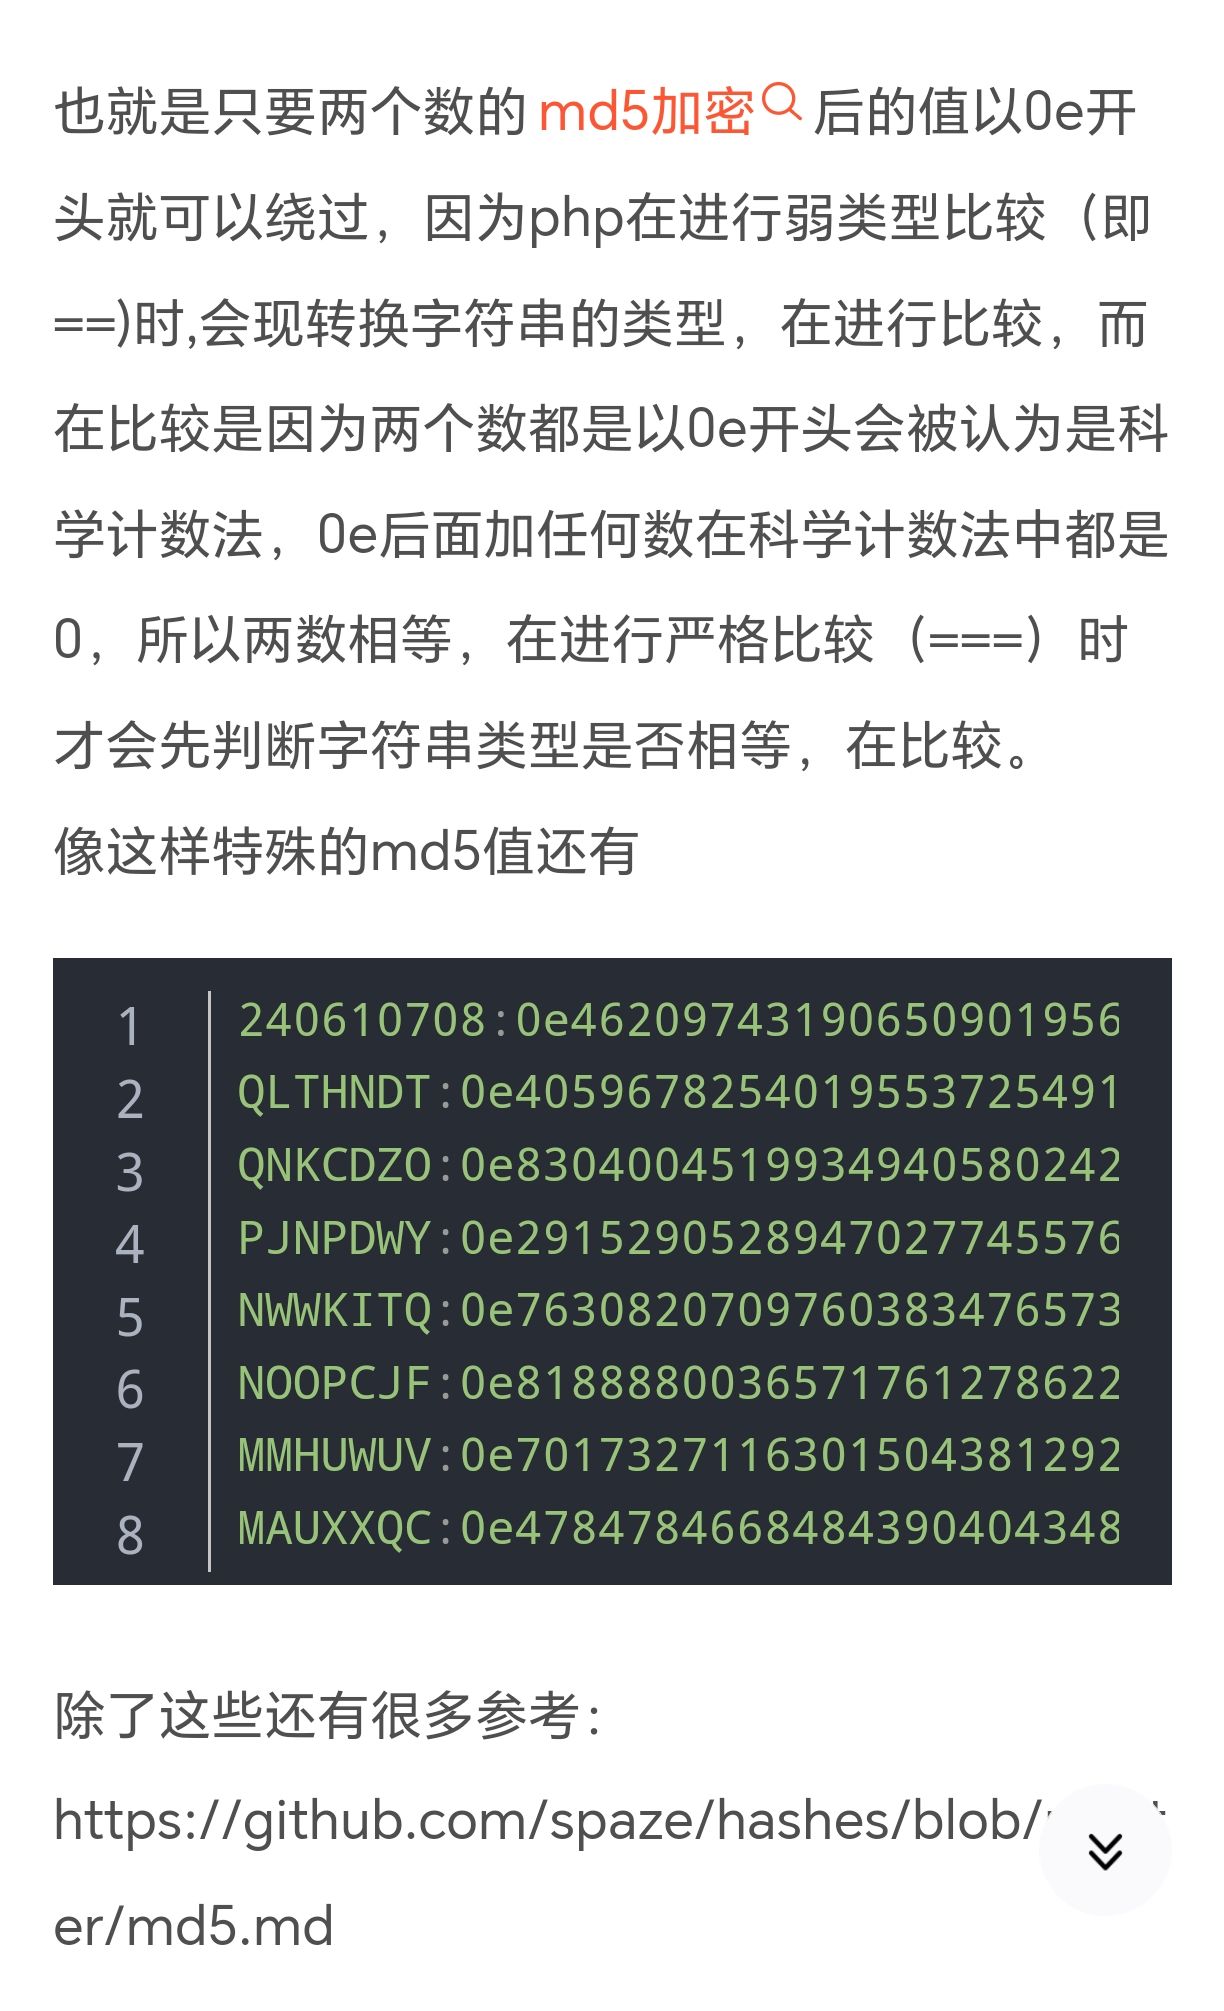 也就是只要两个数的 md5加密 后的值以0e开
头就可以绕过，因为php在进行弱类型比较（即
==)时,会现转换字符串的类型，在进行比较，而
在比较是因为两个数都是以0e开头会被认为是科
学计数法，0e后面加任何数在科学计数法中都是
0，所以两数相等，在进行严格比较（===）时
才会先判断字符串类型是否相等，在比较。
像这样特殊的md5值还有
1 240610708:0e46209743190650901956
2 QLTHNDT:0e4059678254019553725491
3 QNKCDZO:0e8304004519934940580242
4 PJNPDWY:0e2915290528947027745576
5 NWWKITQ:0e7630820709760383476573
6 NOOPCJF:0e8188880036571761278622
7 MMHUWUV:0e7017327116301504381292
8 MAUXXQC:0e4784784668484390404348
除了这些还有很多参考：
https://github.com/spaze/hashes/blob/
er/md5.md